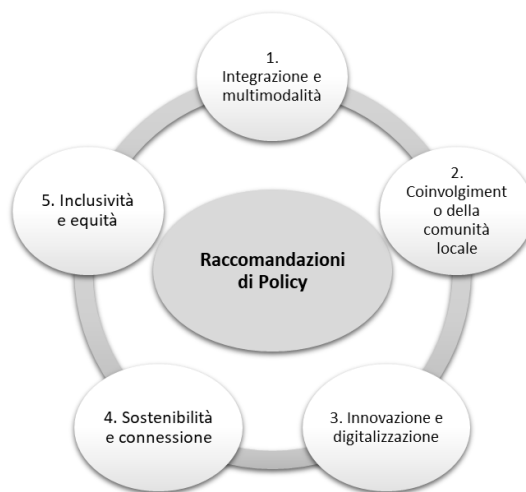 1.
Integrazione e
multimodalità
2.
Coinvolgiment
o della
comunità
locale
5. Inclusività
e equità
Raccomandazioni
di Policy
4. Sostenibilità
e connessione
3. Innovazione e
digitalizzazione